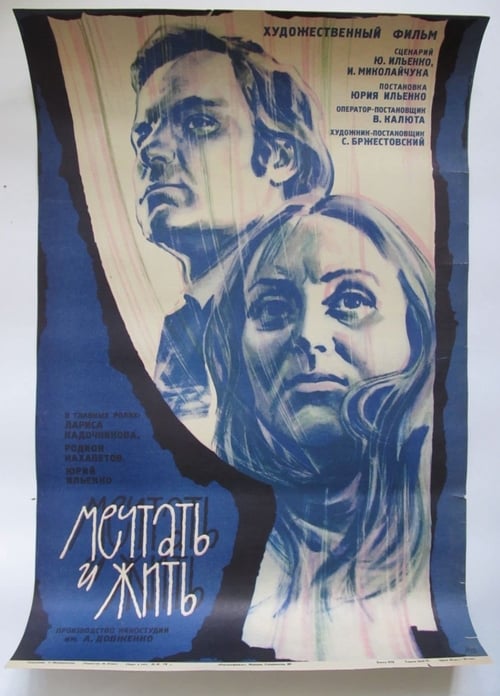 ХУДОЖЕСТВЕННЫЙ ФИЛЬМ
СЦЕНАРИЙ
Ю. ИЛЬЕНКО,
И. МИКОЛАЙЧУКА
ПОСТАНОВКА
ЮРИЯ ИЛЬЕНКО
ОПЕРАТОР-ПОСТАНОВЩИК
В. КАЛЮТА
ХУДОЖНИК-ПОСТАНОВЩИК
С. БРЖЕСТОВСКИЙ
В ГЛАВНЫХ РОЛЯХ:
ЛАРИСА
КАДОЧНИКОВА,
РОДИОН
НАХАПЕТОВ,
ЮРИЙ
ИЛЬЕНКО
МЕЧТАТЬ
И ЖИТЬ
ПРОИЗВОДСТВО КИНОСТУДИИ
ИМ. А. ДОВЖЕНКО